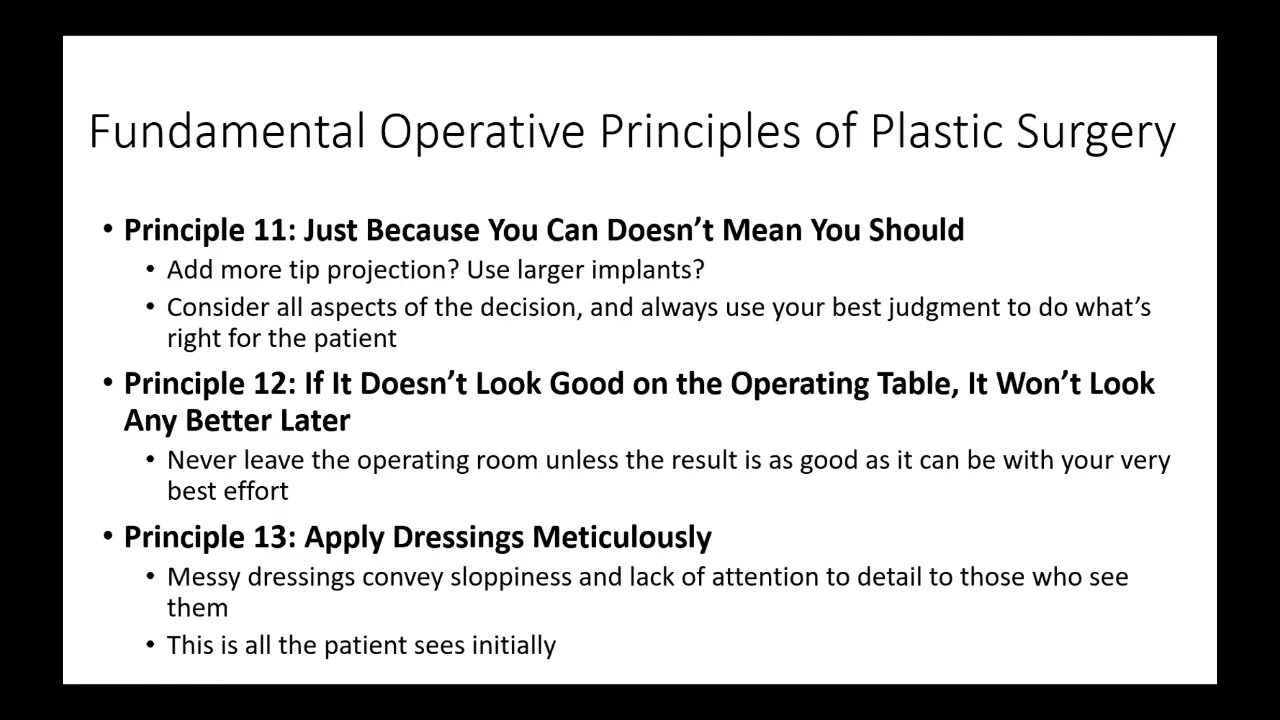 Fundamental Operative Principles of Plastic Surgery
• Principle 11: Just Because You Can Doesn’t Mean You Should
• Add more tip projection? Use larger implants?
• Consider all aspects of the decision, and always use your best judgment to do what’s
right for the patient
• Principle 12: If It Doesn’t Look Good on the Operating Table, It Won’t Look
Any Better Later
• Never leave the operating room unless the result is as good as it can be with your very
best effort
• Principle 13: Apply Dressings Meticulously
• Messy dressings convey sloppiness and lack of attention to detail to those who see
them
• This is all the patient sees initially